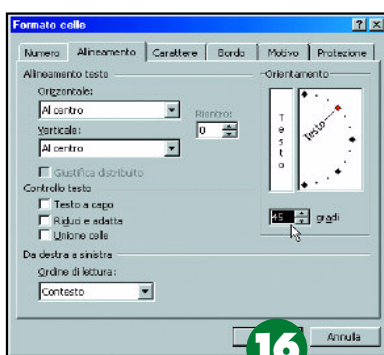 Formato celle
Numero Allineamento Carattere Bordo Motivo Protezione
Allineamento testo
Orizzontale:
Al centro
Rientro:
0
Verticale:
Al centro
Giustifica distribuito
Controllo testo
Testo a capo
Riduci e adatta
Unione celle
Da destra a sinistra
Ordine di lettura:
Contesto
Orientamento
T
e
s
t
o
Testo
45 gradi
16
Annulla